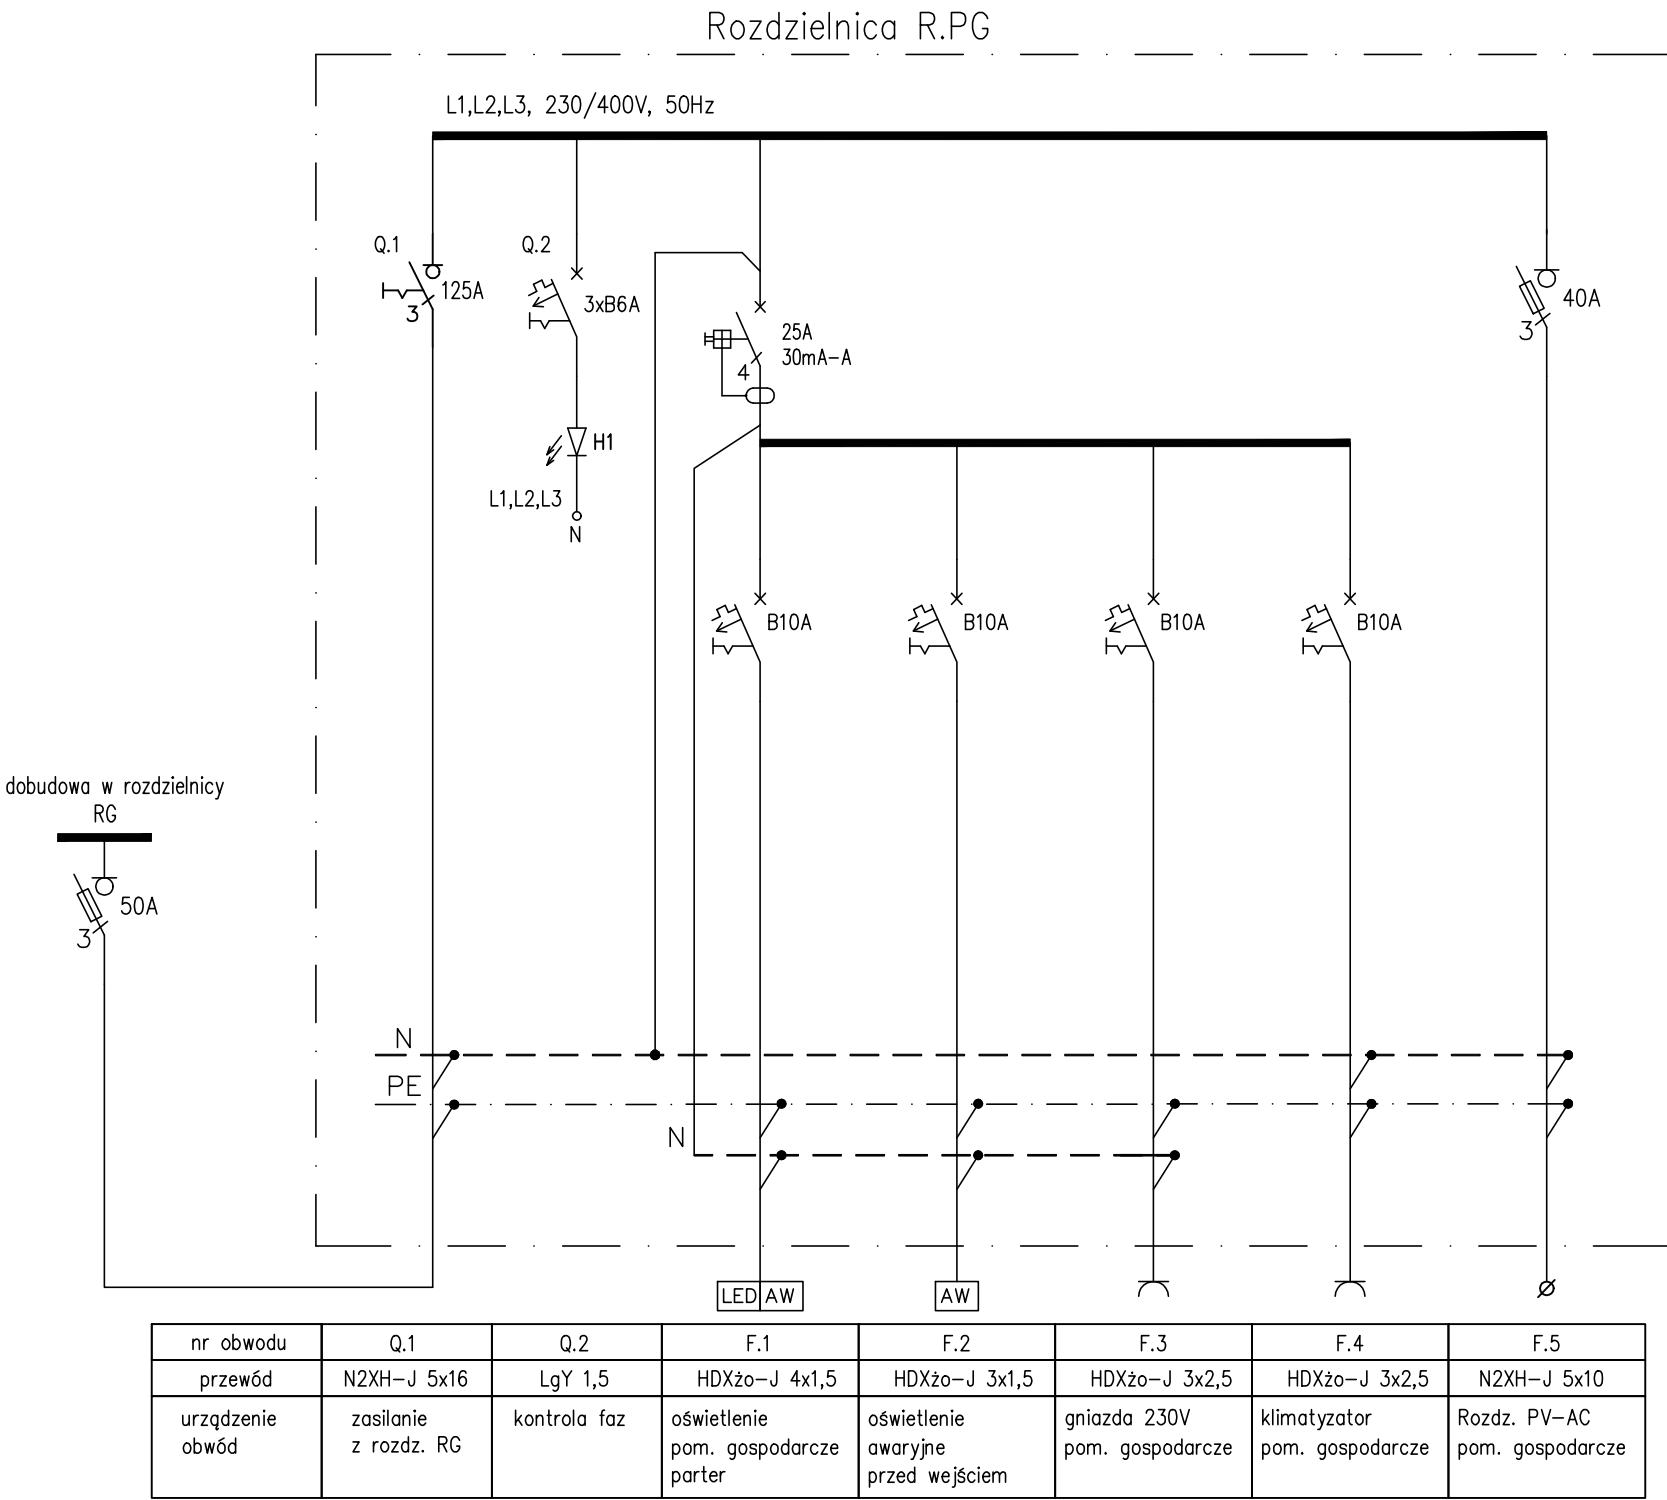 Rozdzielnica R.PG
L1,L2,L3, 230/400V, 50Hz
Q.1
125A
3
Q.2
3xB6A
H1
L1,L2,L3
N
25A
30mA-A
4
40A
3
B10A
B10A
B10A
B10A
dobudowa w rozdzielnicy
RG
50A
3
N
PE
N
LED AW
AW
nr obwodu Q.1 Q.2 F.1 F.2 F.3 F.4 F.5
przewód N2XH-J 5x16 LgY 1,5 HDXżo-J 4x1,5 HDXżo-J 3x1,5 HDXżo-J 3x2,5 HDXżo-J 3x2,5 N2XH-J 5x10
urządzenie
obwód
zasilanie
z rozdz. RG
kontrola faz
oświetlenie
pom. gospodarcze
parter
oświetlenie
awaryjne
przed wejściem
gniazda 230V
pom. gospodarcze
klimatyzator
pom. gospodarcze
Rozdz. PV-AC
pom. gospodarcze